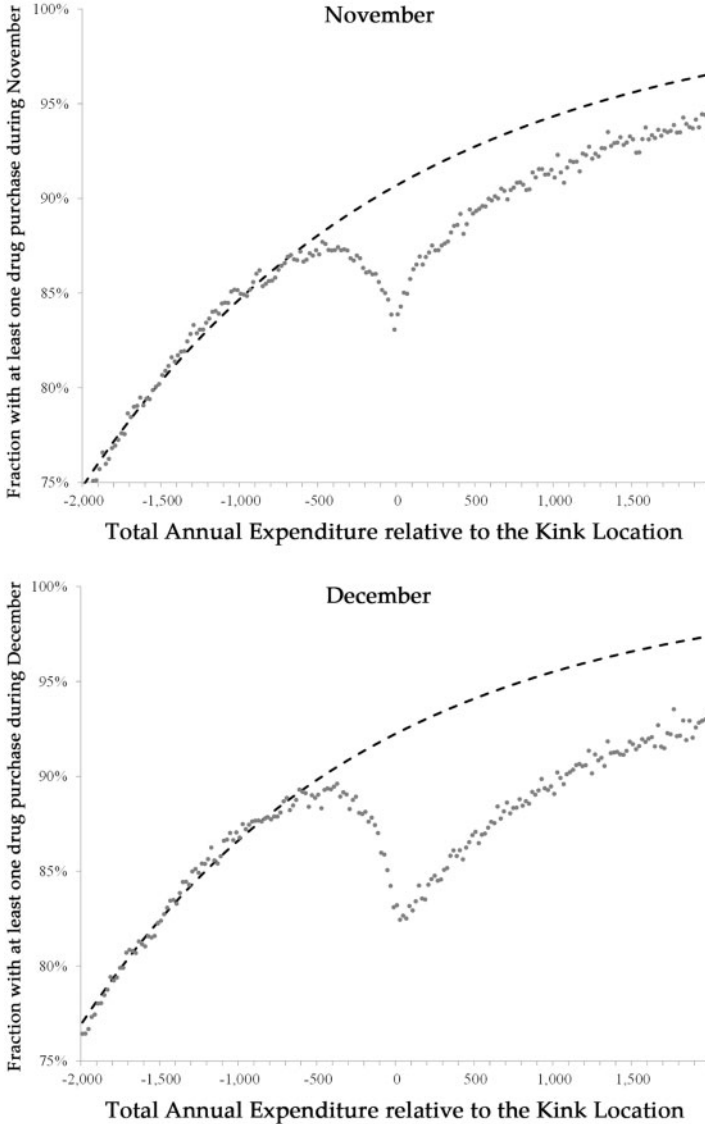 November
Fraction with at least one drug purchase during November
100%
95%
90%
85%
80%
75%
-2,000 -1,500 -1,000 -500 0 500 1,000 1,500
Total Annual Expenditure relative to the Kink Location
December
Fraction with at least one drug purchase during December
100%
95%
90%
85%
80%
75%
-2,000 -1,500 -1,000 -500 0 500 1,000 1,500
Total Annual Expenditure relative to the Kink Location